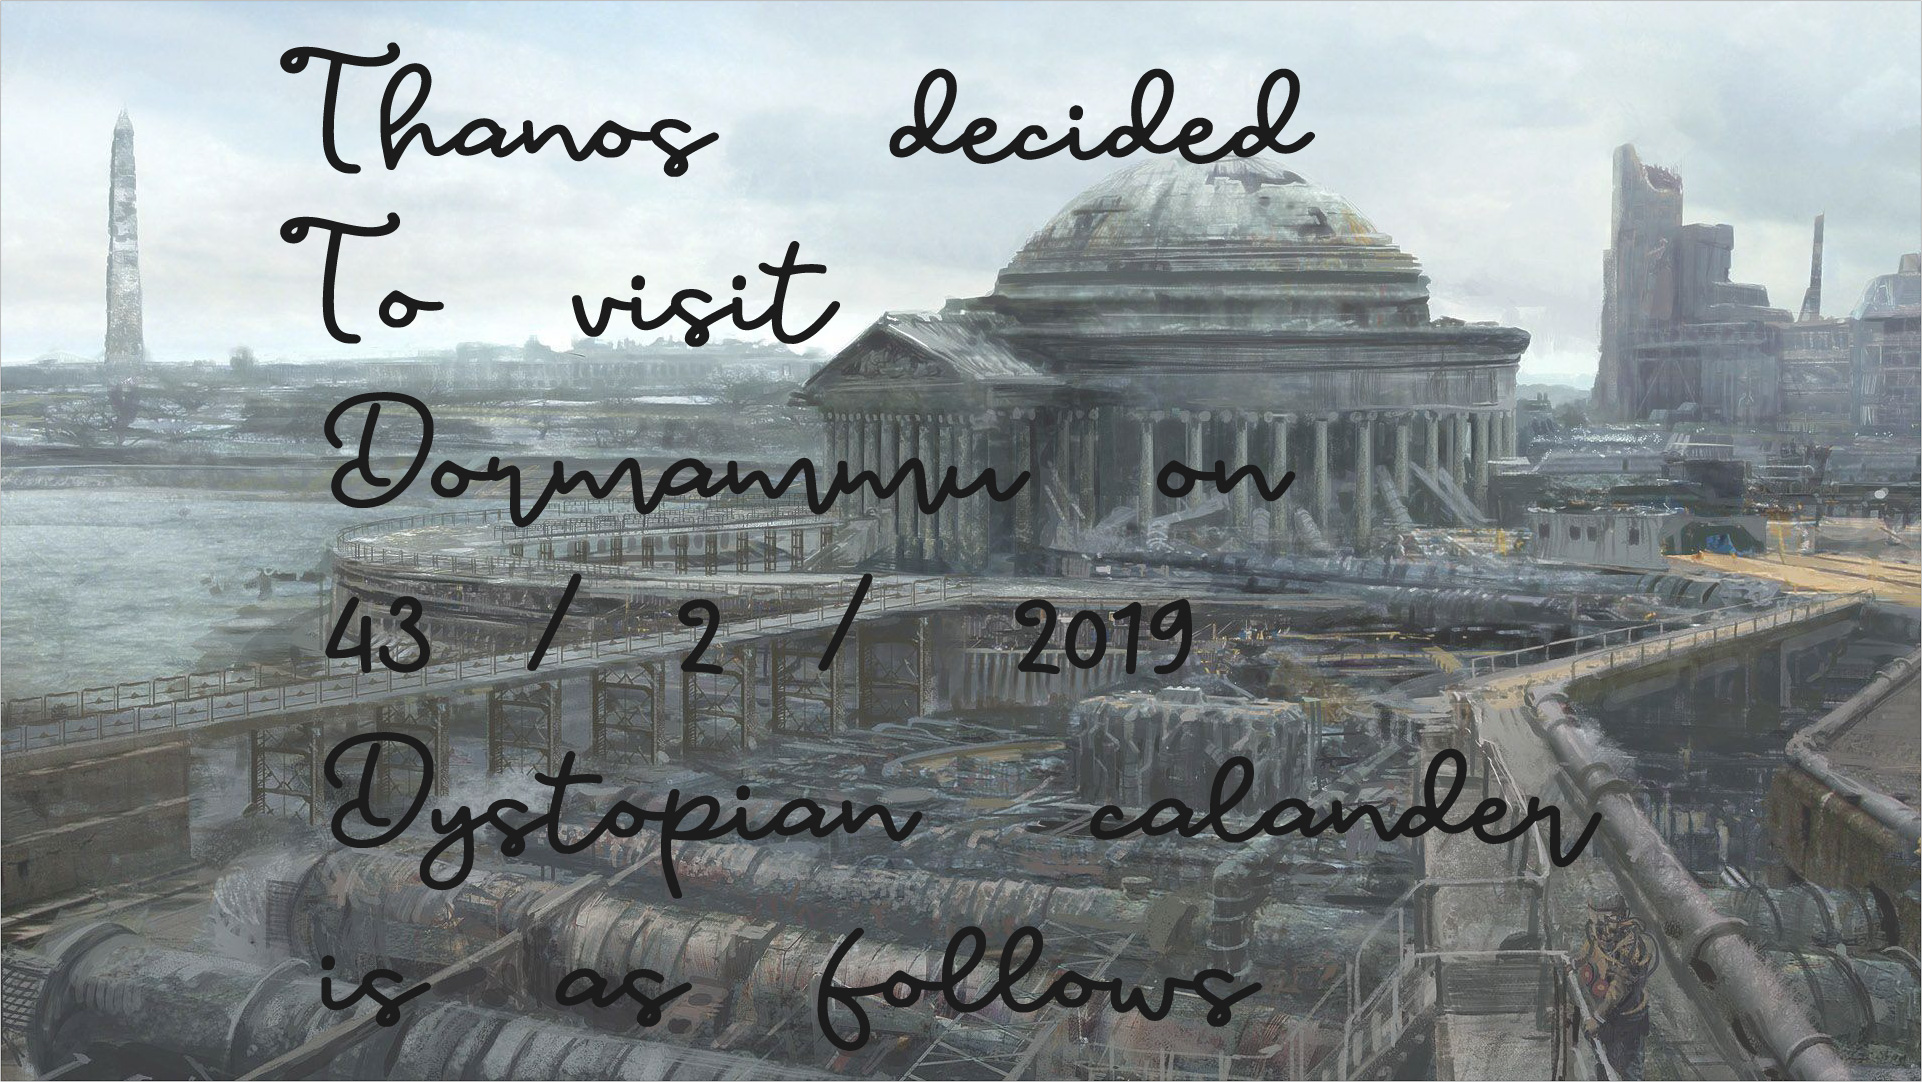 Thanos decided
To visit
Dormammu on
43 / 2 / 2019
Dystopian calander
is as follows